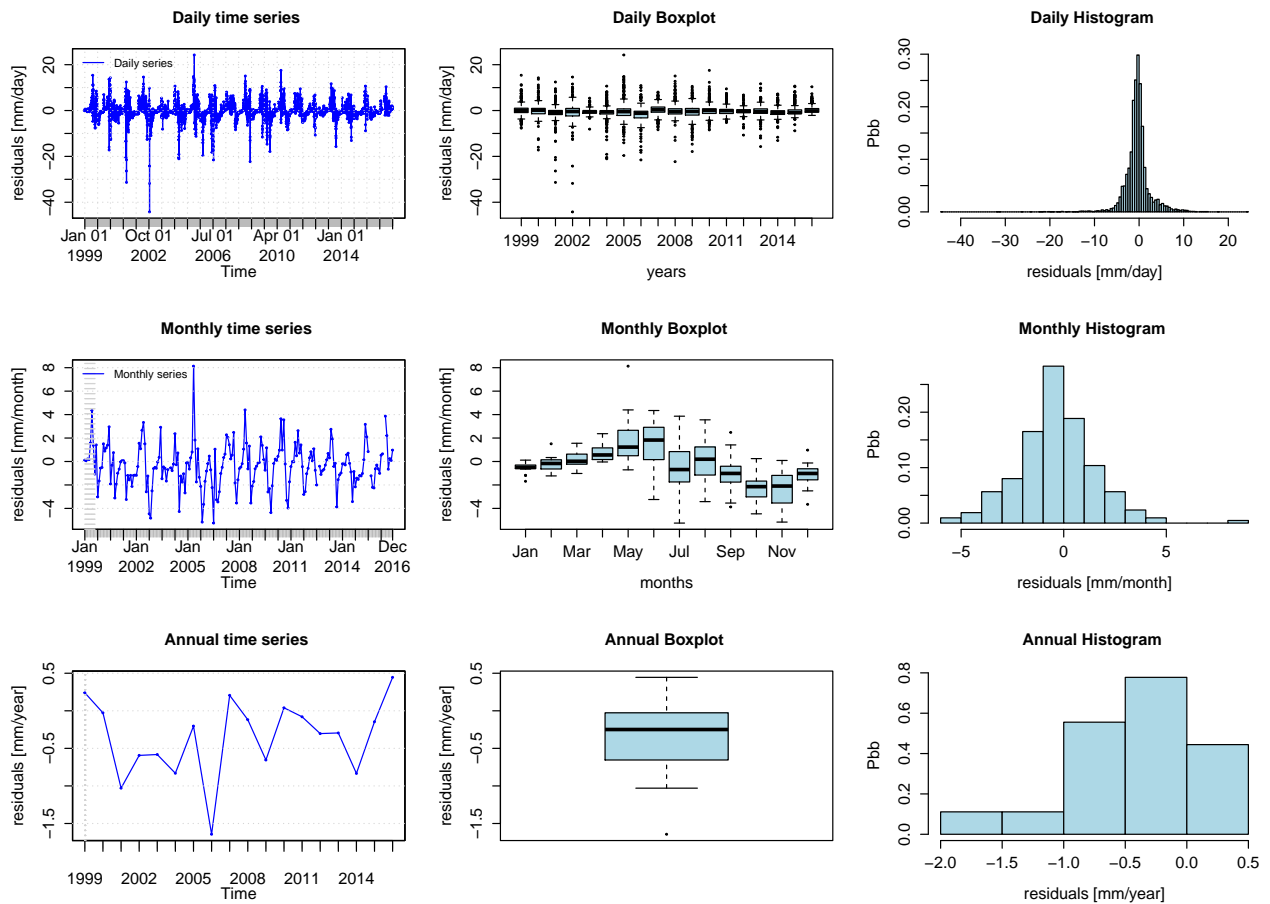 Daily time series
residuals [mm/day]
20
0
−20
−40
Daily series
Jan 01 Oct 01 Jul 01 Apr 01 Jan 01
1999 2002 2006 2010 2014
Time
Daily Boxplot
residuals [mm/day]
20
0
−20
−40
1999 2002 2005 2008 2011 2014
years
Daily Histogram
Pbb
0.30
0.20
0.10
0.00
−40 −30 −20 −10 0 10 20
residuals [mm/day]
Monthly time series
residuals [mm/month]
8
6
4
2
0
−4
Monthly series
Jan Jan Jan Jan Jan Jan Dec
1999 2002 2005 2008 2011 2014 2016
Time
Monthly Boxplot
residuals [mm/month]
8
6
4
2
0
−4
Jan Mar May Jul Sep Nov
months
Monthly Histogram
Pbb
0.20
0.10
0.00
−5 0 5
residuals [mm/month]
Annual time series
residuals [mm/year]
0.5
−0.5
−1.5
1999 2002 2005 2008 2011 2014
Time
Annual Boxplot
residuals [mm/year]
0.5
−0.5
−1.5
Annual Histogram
Pbb
0.8
0.6
0.4
0.2
0.0
−2.0 −1.5 −1.0 −0.5 0.0 0.5
residuals [mm/year]